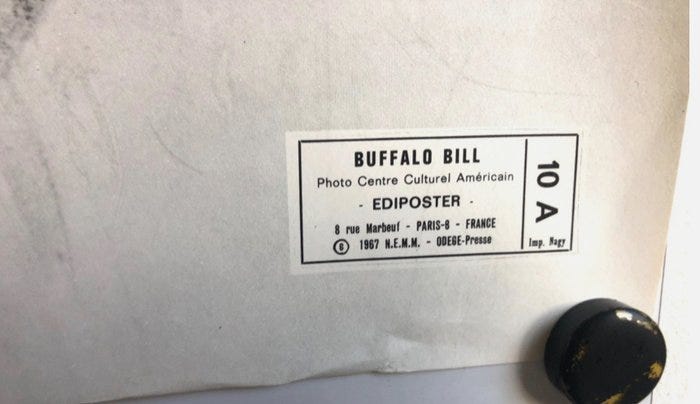 BUFFALO BILL
Photo Centre Culturel Américain
- EDIPOSTER -
8 rue Marbeuf - PARIS-8 - FRANCE
© 1967 N.E.M.M. - ODEGE-Presse
10 A
Imp. Nagy